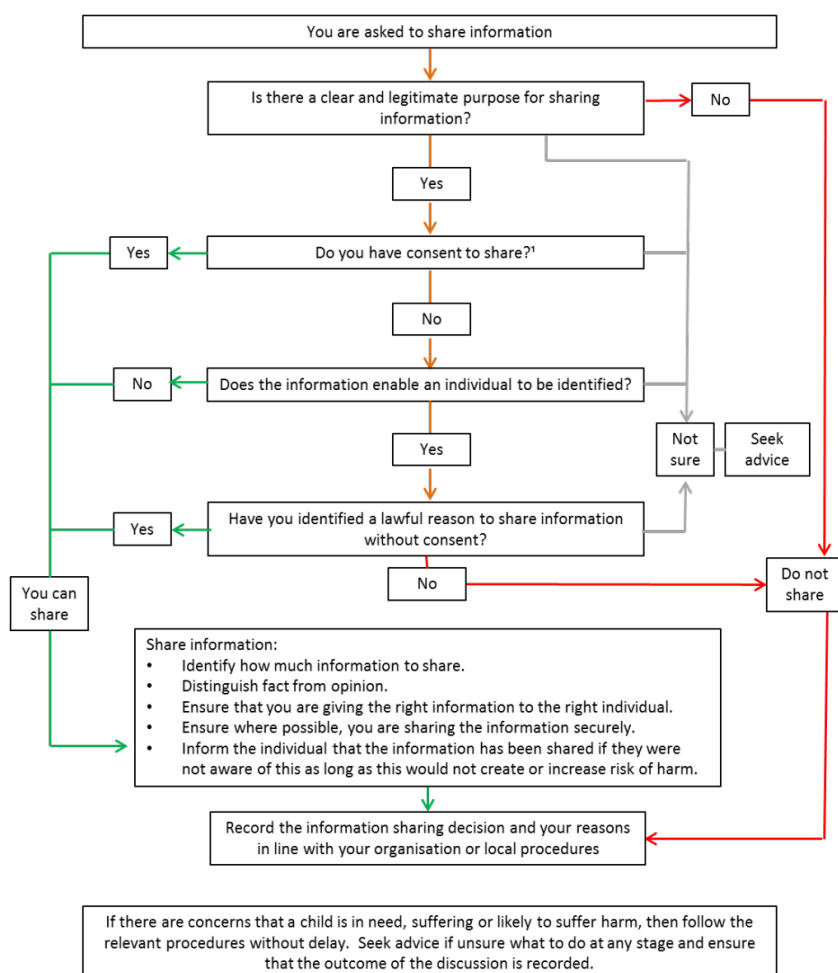 You are asked to share information
Is there a clear and legitimate purpose for sharing
information?
No
Yes
Yes
Do you have consent to share?¹
No
No
Does the information enable an individual to be identified?
Yes
Not
sure
Seek
advice
Yes
Have you identified a lawful reason to share information
without consent?
No
Do not
share
You can
share
Share information:
• Identify how much information to share.
• Distinguish fact from opinion.
• Ensure that you are giving the right information to the right individual.
• Ensure where possible, you are sharing the information securely.
• Inform the individual that the information has been shared if they were
not aware of this as long as this would not create or increase risk of harm.
Record the information sharing decision and your reasons
in line with your organisation or local procedures
If there are concerns that a child is in need, suffering or likely to suffer harm, then follow the
relevant procedures without delay. Seek advice if unsure what to do at any stage and ensure
that the outcome of the discussion is recorded.